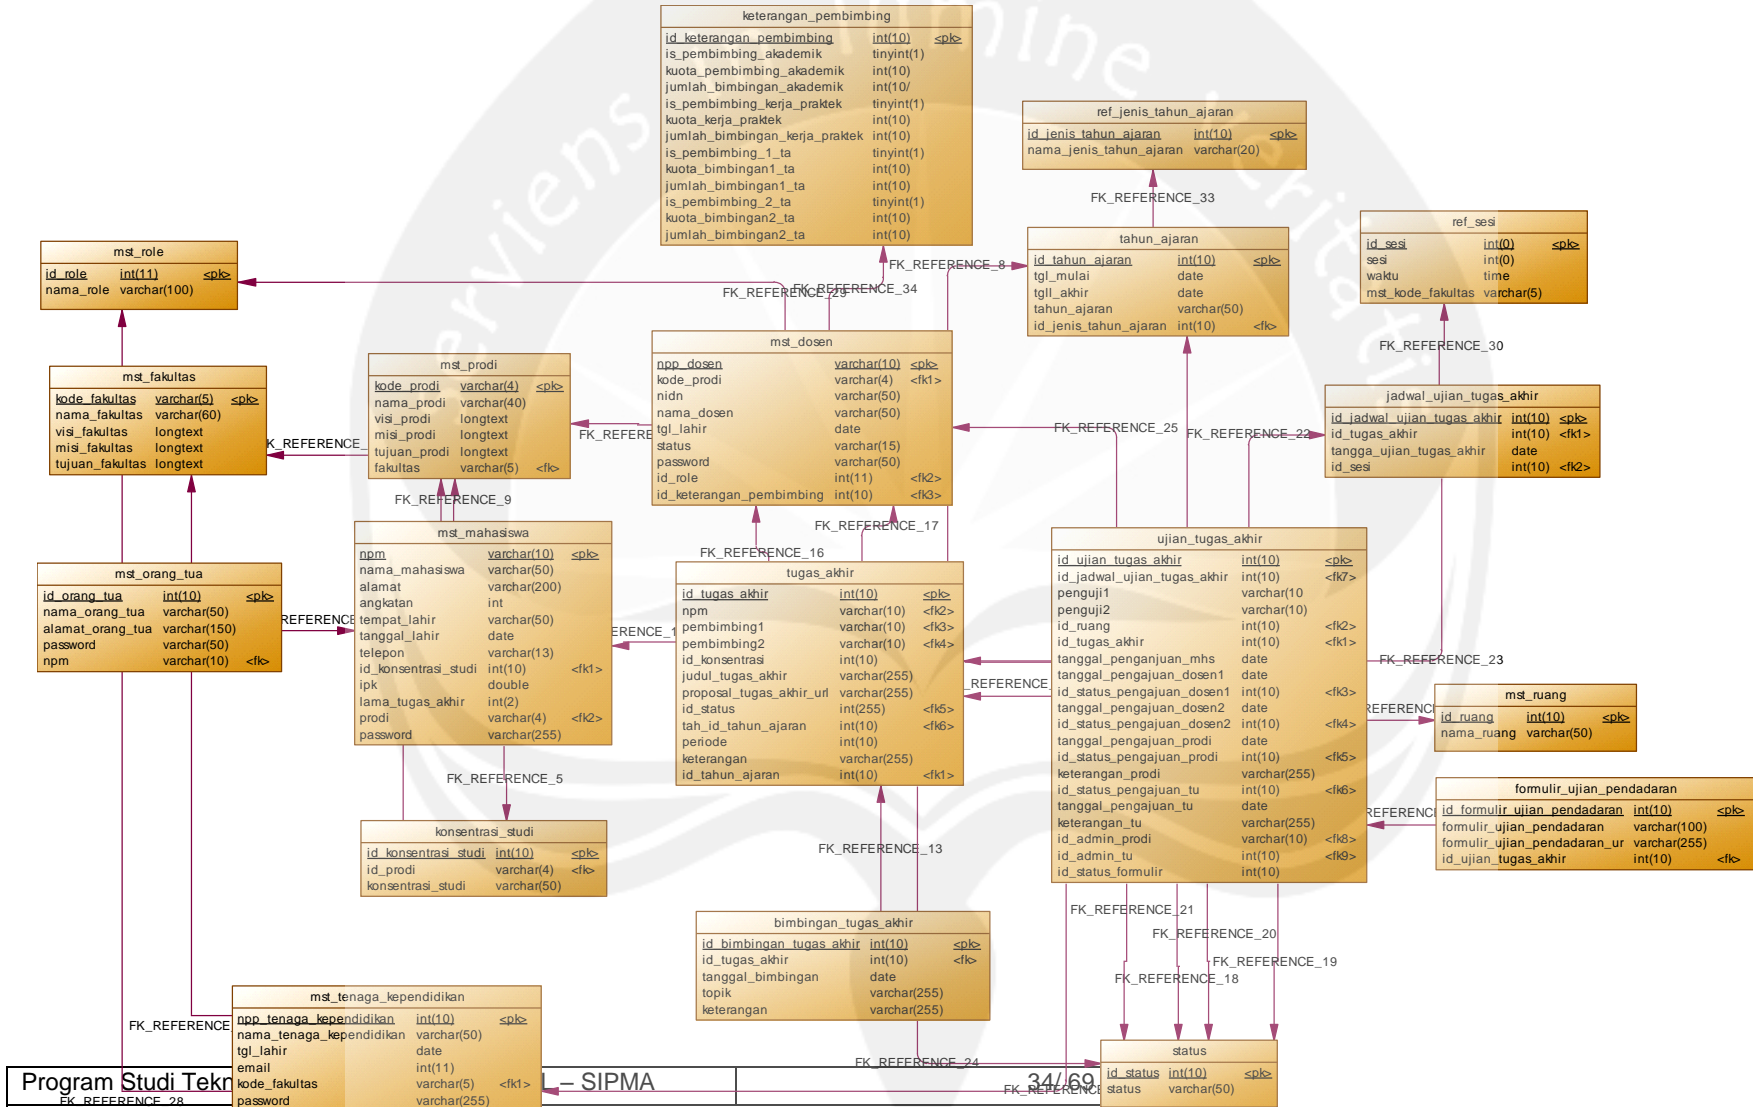 Serviens in lumine veritatis
keterangan_pembimbing
id_keterangan_pembimbing int(10) <pk>
is_pembimbing_akademik tinyint(1)
kuota_pembimbing_akademik int(10)
jumlah_bimbingan_akademik int(10/
is_pembimbing_kerja_praktek tinyint(1)
kuota_kerja_praktek int(10)
jumlah_bimbingan_kerja_praktek int(10)
is_pembimbing_1_ta tinyint(1)
kuota_bimbingan1_ta int(10)
jumlah_bimbingan1_ta int(10)
is_pembimbing_2_ta tinyint(1)
kuota_bimbingan2_ta int(10)
jumlah_bimbingan2_ta int(10)
ref_jenis_tahun_ajaran
id_jenis_tahun_ajaran int(10) <pk>
nama_jenis_tahun_ajaran varchar(20)
FK_REFERENCE_33
tahun_ajaran
id_tahun_ajaran int(10) <pk>
tgl_mulai date
tgll_akhir date
tahun_ajaran varchar(50)
id_jenis_tahun_ajaran int(10) <fk>
ref_sesi
id_sesi int(0) <pk>
sesi int(0)
waktu time
mst_kode_fakultas varchar(5)
FK_REFERENCE_30
mst_role
id_role int(11) <pk>
nama_role varchar(100)
FK_REFERENCE_8
FK_REFERENCE_29
FK_REFERENCE_34
mst_fakultas
kode_fakultas varchar(5) <pk>
nama_fakultas varchar(60)
visi_fakultas longtext
misi_fakultas longtext
tujuan_fakultas longtext
K_REFERENCE_
mst_prodi
kode_prodi varchar(4) <pk>
nama_prodi varchar(40)
visi_prodi longtext
misi_prodi longtext
tujuan_prodi longtext
fakultas varchar(5) <fk>
FK_REFERE
FK_REFERENCE_9
mst_dosen
npp_dosen varchar(10) <pk>
kode_prodi varchar(4) <fk1>
nidn varchar(50)
nama_dosen varchar(50)
tgl_lahir date
status varchar(15)
password varchar(50)
id_role int(11) <fk2>
id_keterangan_pembimbing int(10) <fk3>
FK_REFERENCE_25
FK_REFERENCE_22
jadwal_ujian_tugas_akhir
id_jadwal_ujian_tugas_akhir int(10) <pk>
id_tugas_akhir int(10) <fk1>
tangga_ujian_tugas_akhir date
id_sesi int(10) <fk2>
FK_REFERENCE_17
FK_REFERENCE_16
mst_orang_tua
id_orang_tua int(10) <pk>
nama_orang_tua varchar(50)
alamat_orang_tua varchar(150)
password varchar(50)
npm varchar(10) <fk>
REFERENCE
mst_mahasiswa
npm varchar(10) <pk>
nama_mahasiswa varchar(50)
alamat varchar(200)
angkatan int
tempat_lahir varchar(50)
tanggal_lahir date
telepon varchar(13)
id_konsentrasi_studi int(10) <fk1>
ipk double
lama_tugas_akhir int(2)
prodi varchar(4) <fk2>
password varchar(255)
ERENCE_1
FK_REFERENCE_5
tugas_akhir
id_tugas_akhir int(10) <pk>
npm varchar(10) <fk2>
pembimbing1 varchar(10) <fk3>
pembimbing2 varchar(10) <fk4>
id_konsentrasi int(10)
judul_tugas_akhir varchar(255)
proposal_tugas_akhir_url varchar(255)
id_status int(255) <fk5>
tah_id_tahun_ajaran int(10) <fk6>
periode int(10)
keterangan varchar(255)
id_tahun_ajaran int(10) <fk1>
_REFERENCE_
ujian_tugas_akhir
id_ujian_tugas_akhir int(10) <pk>
id_jadwal_ujian_tugas_akhir int(10) <fk7>
penguji1 varchar(10
penguji2 varchar(10)
id_ruang int(10) <fk2>
id_tugas_akhir int(10) <fk1>
tanggal_penganjuan_mhs date
tanggal_pengajuan_dosen1 date
id_status_pengajuan_dosen1 int(10) <fk3>
tanggal_pengajuan_dosen2 date
id_status_pengajuan_dosen2 int(10) <fk4>
tanggal_pengajuan_prodi date
id_status_pengajuan_prodi int(10) <fk5>
keterangan_prodi varchar(255)
id_status_pengajuan_tu int(10) <fk6>
tanggal_pengajuan_tu date
keterangan_tu varchar(255)
id_admin_prodi varchar(10) <fk8>
id_admin_tu int(10) <fk9>
id_status_formulir int(10)
FK_REFERENCE_23
REFERENCI
mst_ruang
id_ruang int(10) <pk>
nama_ruang varchar(50)
REFERENCE
formulir_ujian_pendadaran
id_formulir_ujian_pendadaran int(10) <pk>
formulir_ujian_pendadaran varchar(100)
formulir_ujian_pendadaran_ur varchar(255)
id_ujian_tugas_akhir int(10) <fk>
konsentrasi_studi
id_konsentrasi_studi int(10) <pk>
id_prodi varchar(4) <fk>
konsentrasi_studi varchar(50)
FK_REFERENCE_13
bimbingan_tugas_akhir
id_bimbingan_tugas_akhir int(10) <pk>
id_tugas_akhir int(10) <fk>
tanggal_bimbingan date
topik varchar(255)
keterangan varchar(255)
FK_REFERENCE_21
FK_REFERENCE_20
FK_REFERENCE_19
FK_REFERENCE_18
mst_tenaga_kependidikan
npp_tenaga_kependidikan int(10) <pk>
nama_tenaga_kependidikan varchar(50)
tgl_lahir date
email int(11)
kode_fakultas varchar(5) <fk1>
password varchar(255)
FK_REFERENCE
FK_REFERENCE_24
FK_REFERENCE
status
id_status int(10) <pk>
status varchar(50)
Program Studi Tekn L – SIPMA 34/ 69
FK_REFERENCE_28